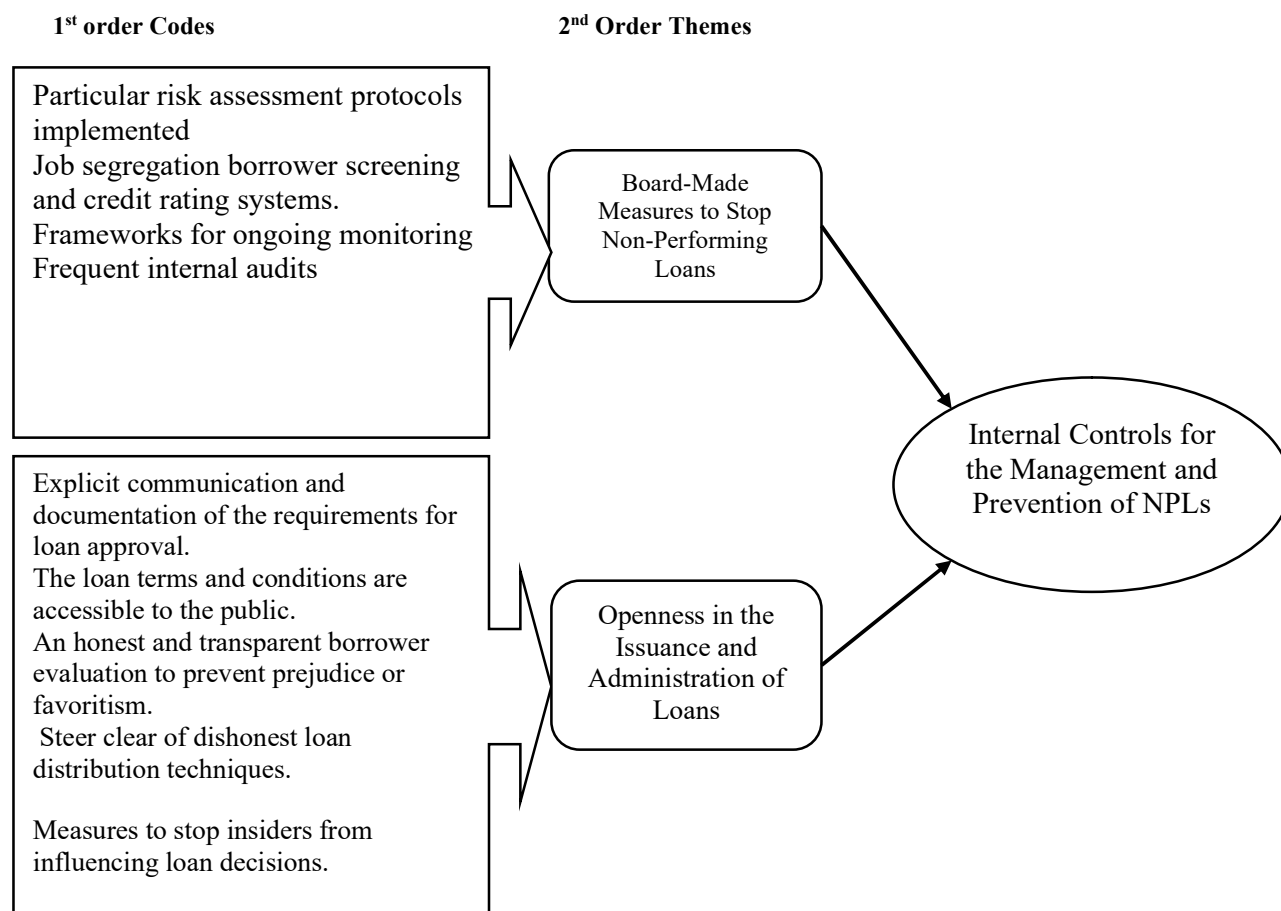 1st order Codes
2nd Order Themes
Particular risk assessment protocols
implemented
Job segregation borrower screening
and credit rating systems.
Frameworks for ongoing monitoring
Frequent internal audits
Board-Made
Measures to Stop
Non-Performing
Loans
Internal Controls for
the Management and
Prevention of NPLs
Explicit communication and
documentation of the requirements for
loan approval.
The loan terms and conditions are
accessible to the public.
An honest and transparent borrower
evaluation to prevent prejudice or
favoritism.
Steer clear of dishonest loan
distribution techniques.
Measures to stop insiders from
influencing loan decisions.
Openness in the
Issuance and
Administration of
Loans